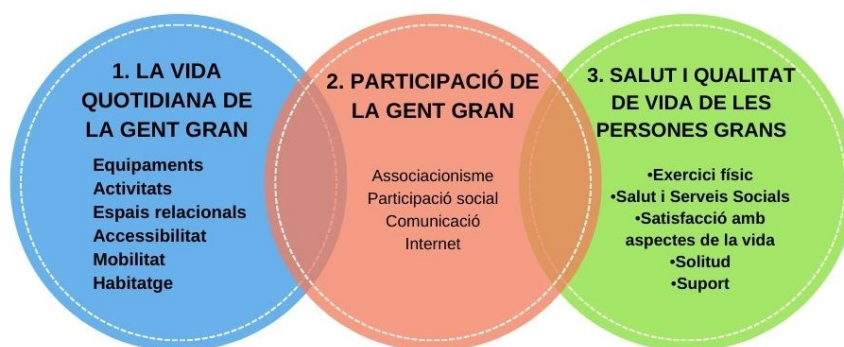 1. LA VIDA
QUOTIDIANA DE
LA GENT GRAN
Equipaments
Activitats
Espais relacionals
Accessibilitat
Mobilitat
Habitatge
2. PARTICIPACIÓ DE
LA GENT GRAN
Associacionisme
Participació social
Comunicació
Internet
3. SALUT I QUALITAT
DE VIDA DE LES
PERSONES GRANS
•Exercici físic
•Salut i Serveis Socials
•Satisfacció amb
aspectes de la vida
•Solitud
•Suport